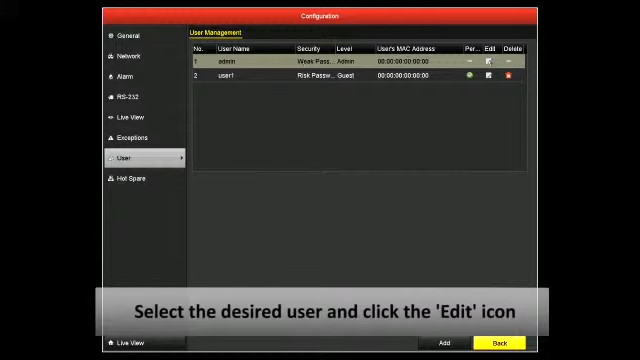 Configuration
General
Network
Alarm
RS-232
Live View
Exceptions
User
Hot Spare
Live View
User Management
No. User Name Security Level User's MAC Address Per... Edit Delete
1 admin Weak Pass... Admin 00:00:00:00:00:00
2 user1 Risk Passw... Guest 00:00:00:00:00:00
Select the desired user and click the 'Edit' icon
Add Back